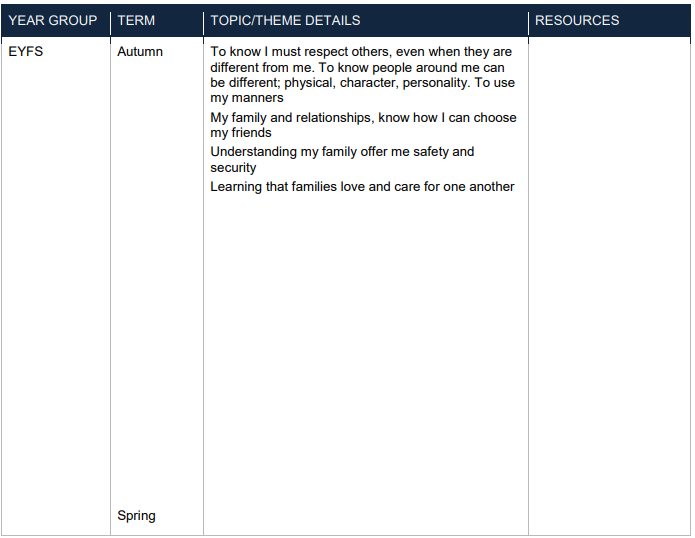 YEAR GROUP TERM TOPIC/THEME DETAILS RESOURCES
EYFS Autumn To know I must respect others, even when they are
different from me. To know people around me can
be different; physical, character, personality. To use
my manners
My family and relationships, know how I can choose
my friends
Understanding my family offer me safety and
security
Learning that families love and care for one another
Spring